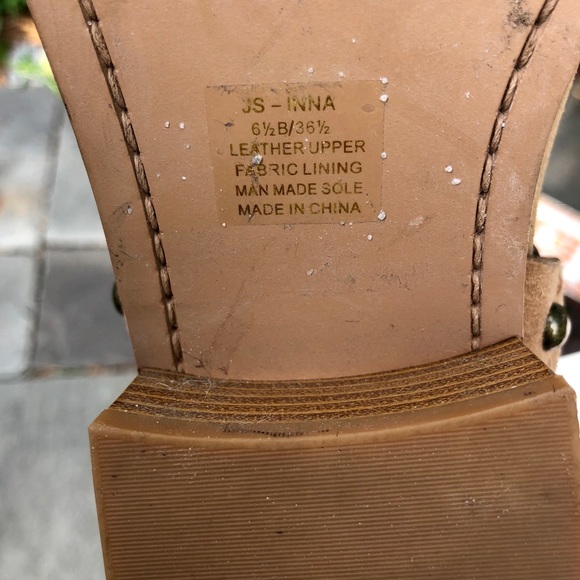 JS – INNA
6½B/36½
LEATHER UPPER
FABRIC LINING
MAN MADE SOLE
MADE IN CHINA